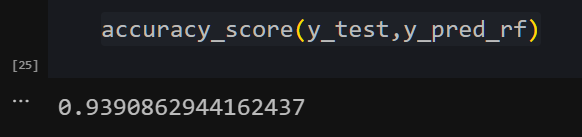 accuracy_score(y_test,y_pred_rf)
[25]
... 0.9390862944162437